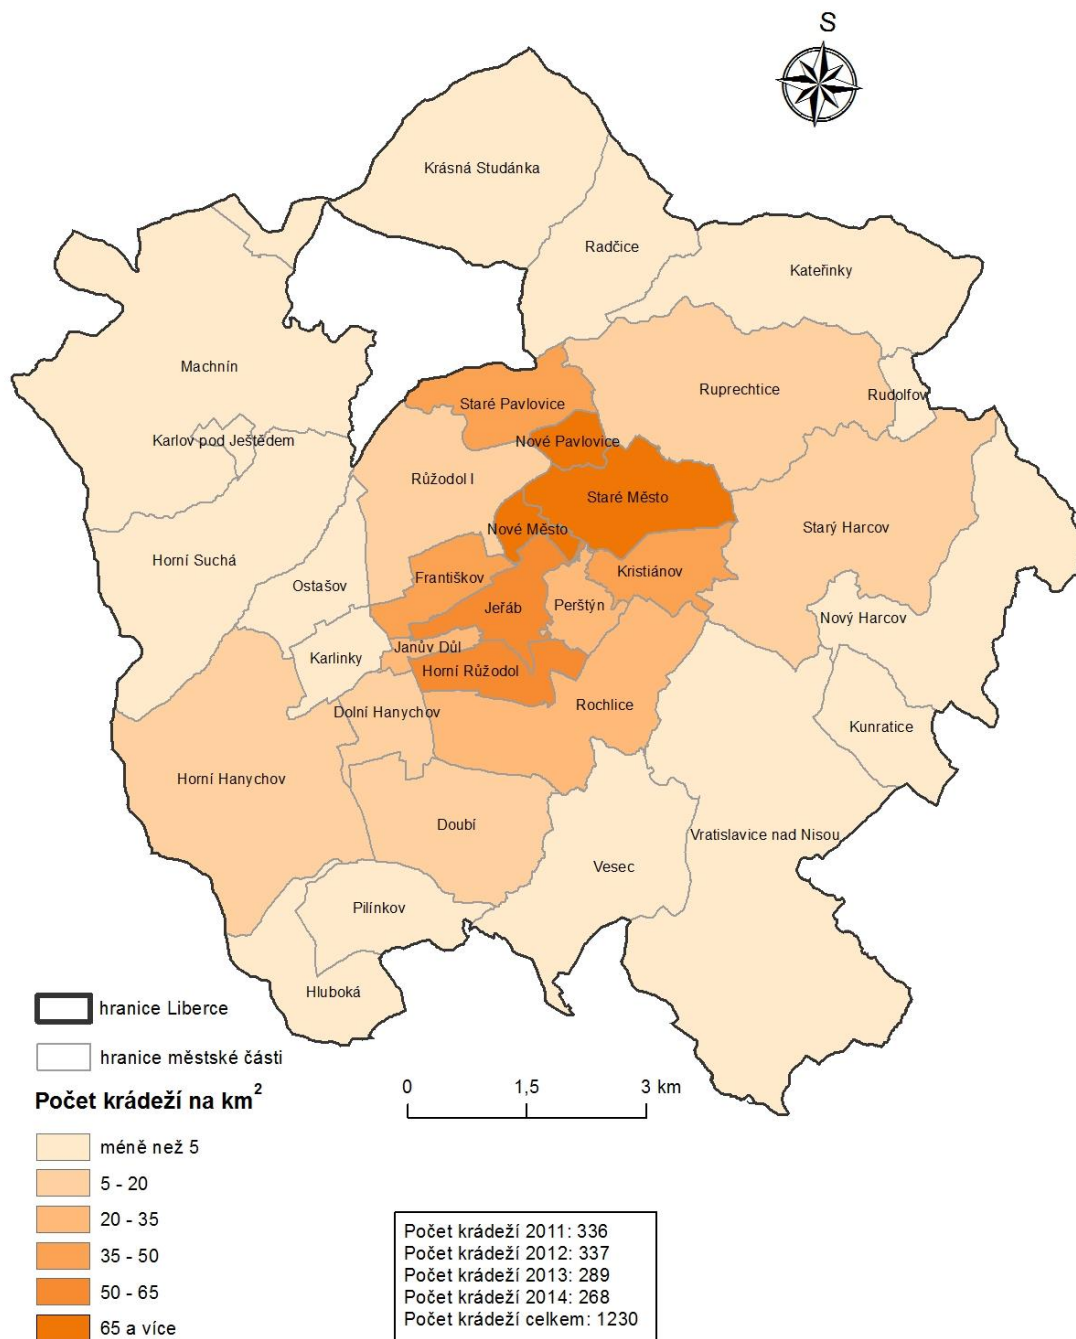 S
Krásná Studánka
Radčice
Kateřinky
Machnín
Ruprechtice
Rudolfov
Staré Pavlovice
Karlov pod Ještědem
Nové Pavlovice
Růžodol I
Staré Město
Nové Město
Starý Harcov
Horní Suchá
Ostašov
Františkov
Kristiánov
Jeřáb
Perštýn
Nový Harcov
Janův Důl
Karlinky
Horní Růžodol
Rochlice
Dolní Hanychov
Kunratice
Horní Hanychov
Doubí
Vratislavice nad Nisou
Vesec
Pilínkov
Hluboká
hranice Liberce
hranice městské části
Počet krádeží na km²
méně než 5
5 - 20
20 - 35
35 - 50
50 - 65
65 a více
0 1,5 3 km
Počet krádeží 2011: 336
Počet krádeží 2012: 337
Počet krádeží 2013: 289
Počet krádeží 2014: 268
Počet krádeží celkem: 1230